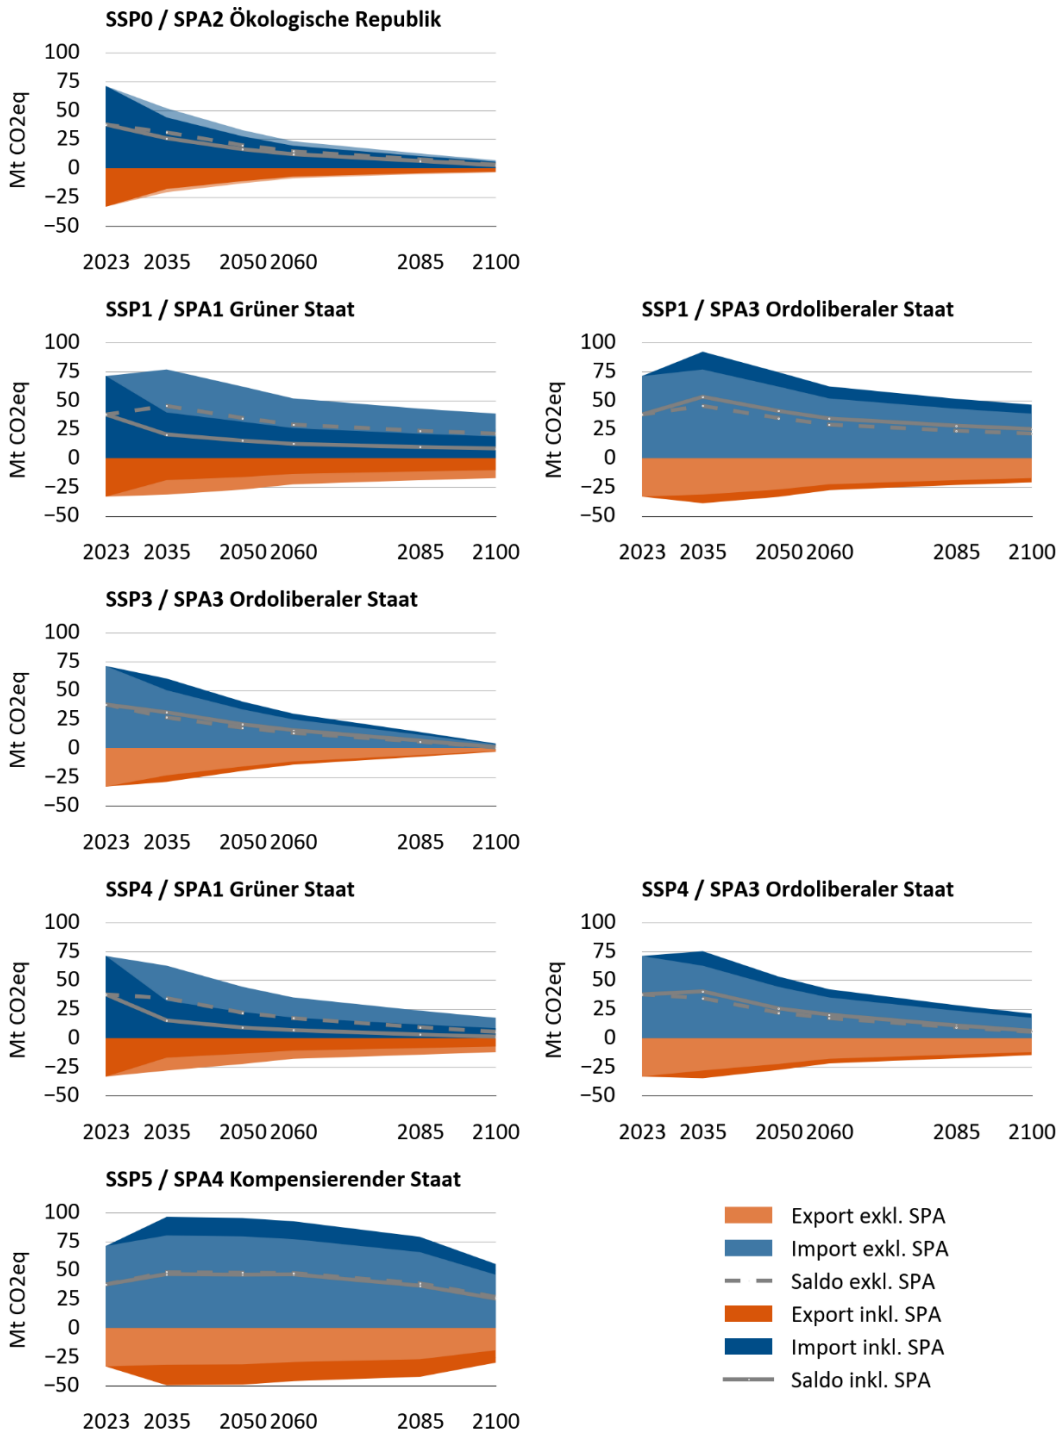 SSP0 / SPA2 Ökologische Republik
100
75
50
25
0
−25
−50
Mt CO2eq
2023 2035 2050 2060 2085 2100
SSP1 / SPA1 Grüner Staat
100
75
50
25
0
−25
−50
Mt CO2eq
2023 2035 2050 2060 2085 2100
SSP1 / SPA3 Ordoliberaler Staat
100
75
50
25
0
−25
−50
Mt CO2eq
2023 2035 2050 2060 2085 2100
SSP3 / SPA3 Ordoliberaler Staat
100
75
50
25
0
−25
−50
Mt CO2eq
2023 2035 2050 2060 2085 2100
SSP4 / SPA1 Grüner Staat
100
75
50
25
0
−25
−50
Mt CO2eq
2023 2035 2050 2060 2085 2100
SSP4 / SPA3 Ordoliberaler Staat
100
75
50
25
0
−25
−50
Mt CO2eq
2023 2035 2050 2060 2085 2100
SSP5 / SPA4 Kompensierender Staat
100
75
50
25
0
−25
−50
Mt CO2eq
2023 2035 2050 2060 2085 2100
Export exkl. SPA
Import exkl. SPA
Saldo exkl. SPA
Export inkl. SPA
Import inkl. SPA
Saldo inkl. SPA